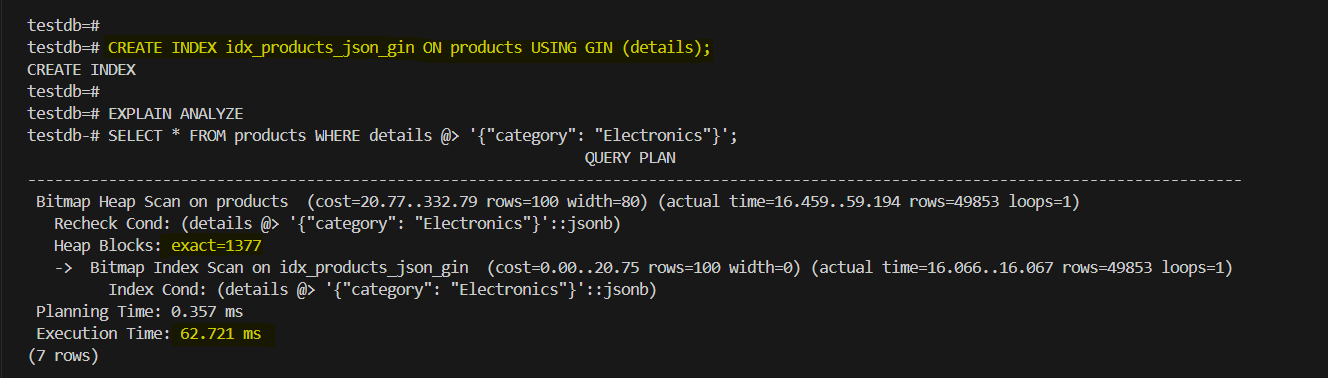 testdb=#
testdb=# CREATE INDEX idx_products_json_gin ON products USING GIN (details);
CREATE INDEX
testdb=#
testdb=# EXPLAIN ANALYZE
testdb-# SELECT * FROM products WHERE details @> '{"category": "Electronics"}';
QUERY PLAN
-----------------------------------------------------------------------------------------------------------------------------------------
Bitmap Heap Scan on products  (cost=20.77..332.79 rows=100 width=80) (actual time=16.459..59.194 rows=49853 loops=1)
Recheck Cond: (details @> '{"category": "Electronics"}'::jsonb)
Heap Blocks: exact=1377
->  Bitmap Index Scan on idx_products_json_gin  (cost=0.00..20.75 rows=100 width=0) (actual time=16.066..16.067 rows=49853 loops=1)
Index Cond: (details @> '{"category": "Electronics"}'::jsonb)
Planning Time: 0.357 ms
Execution Time: 62.721 ms
(7 rows)